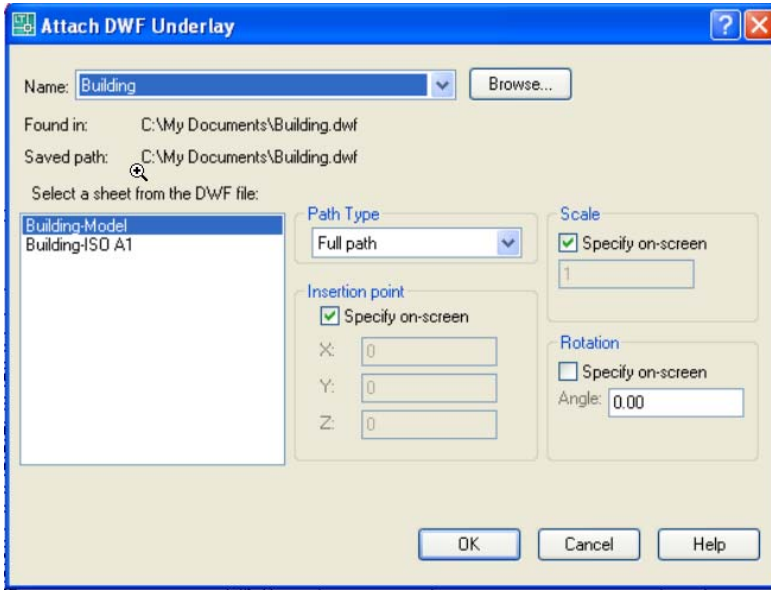 Attach DWF Underlay
Name: Building Browse...
Found in: C:\My Documents\Building.dwf
Saved path: C:\My Documents\Building.dwf
Select a sheet from the DWF file:
Building-Model
Building-ISO A1
Path Type
Full path
Insertion point
Specify on-screen
X: 0
Y: 0
Z: 0
Scale
Specify on-screen
1
Rotation
Specify on-screen
Angle: 0.00
OK Cancel Help